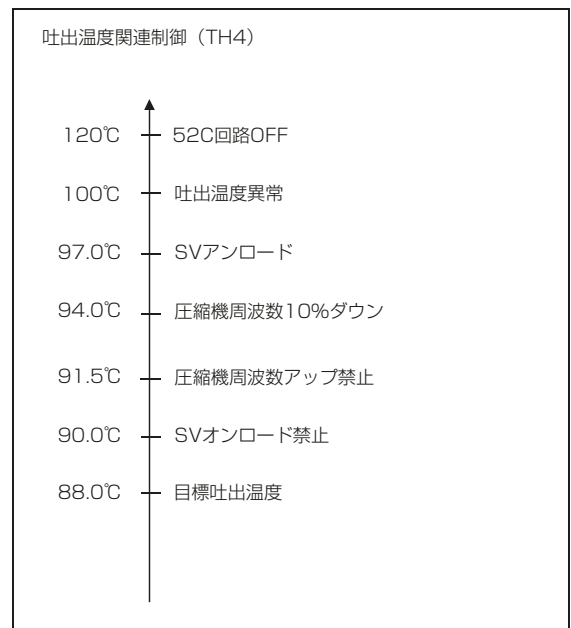 吐出温度関連制御（TH4）
120℃ 52C回路OFF
100℃ 吐出温度異常
97.0℃ SVアンロード
94.0℃ 圧縮機周波数10%ダウン
91.5℃ 圧縮機周波数アップ禁止
90.0℃ SVオンロード禁止
88.0℃ 目標吐出温度